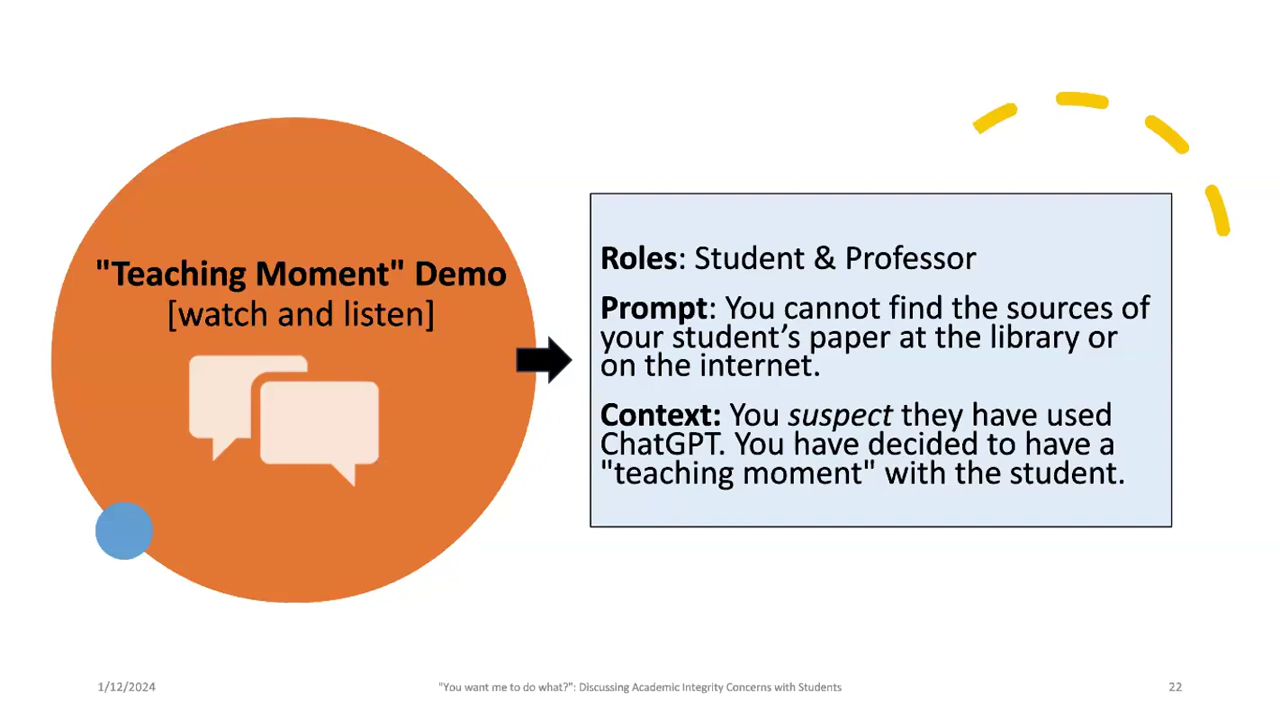 "Teaching Moment" Demo
[watch and listen]
Roles: Student & Professor
Prompt: You cannot find the sources of
your student’s paper at the library or
on the internet.
Context: You suspect they have used
ChatGPT. You have decided to have a
"teaching moment" with the student.
1/12/2024
"You want me to do what?": Discussing Academic Integrity Concerns with Students
22